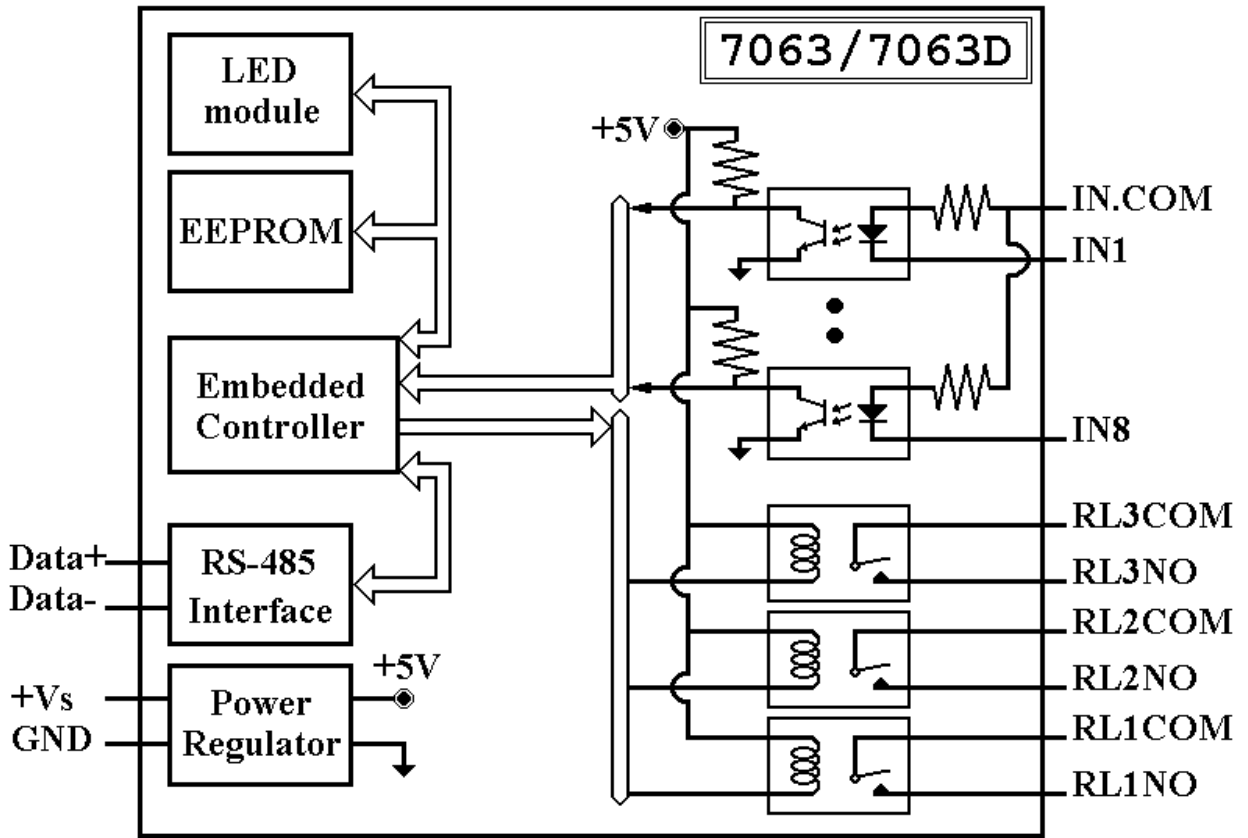 7063/7063D
LED
module
EEPROM
Embedded
Controller
RS-485
Interface
Power
Regulator
Data+
Data-
+Vs
GND
+5V
+5V
IN.COM
IN1
IN8
RL3COM
RL3NO
RL2COM
RL2NO
RL1COM
RL1NO